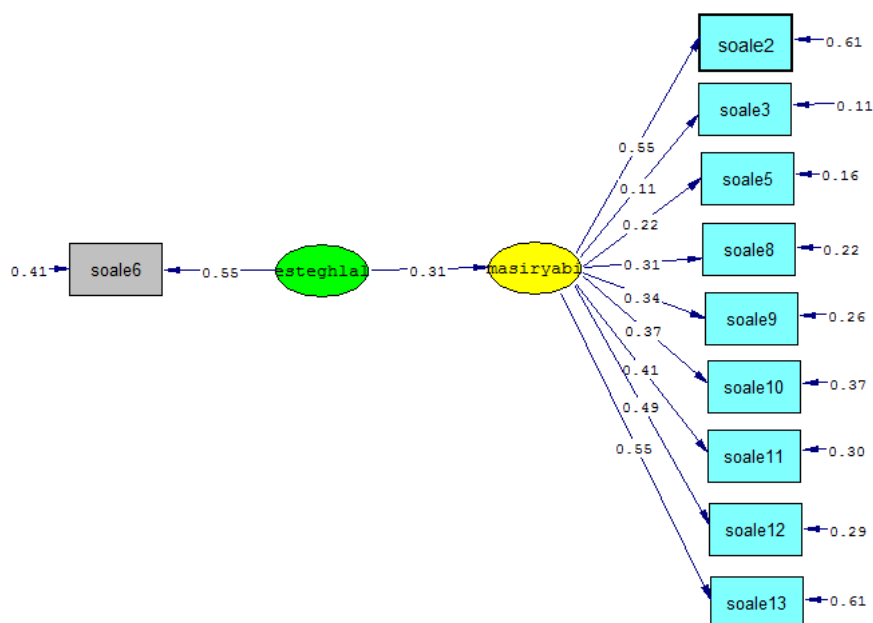 soale2
0.61
soale3
0.11
0.55
0.11
soale5
0.16
0.22
soale8
0.22
0.41
soale6
0.55
esteghlal
0.31
masiryabi
0.31
0.34
soale9
0.26
0.37
soale10
0.37
0.41
0.49
soale11
0.30
0.55
soale12
0.29
soale13
0.61